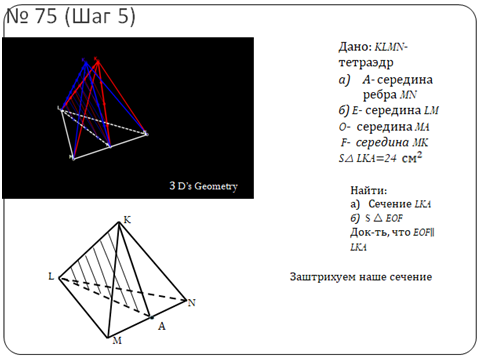 № 75 (Шаг 5)
3 D's Geometry
Дано: KLMN-
тетраэдр
а) A- середина
ребра MN
б) E- середина LM
O- середина MA
F- середина MK
S△ LKA=24 см²
Найти:
а) Сечение LKA
б) S △ EOF
Док-ть, что EOF||
LKA
Заштрихуем наше сечение
K
L
N
M
A